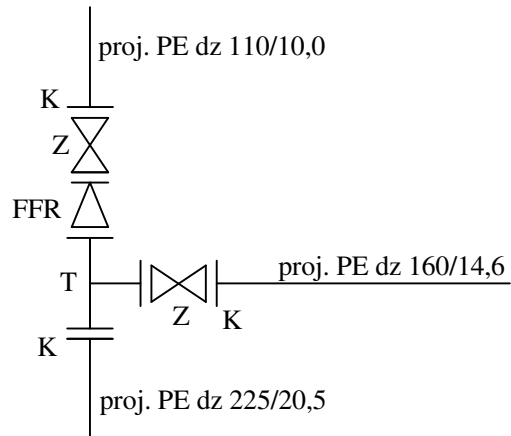 proj. PE dz 110/10,0
K
Z
FFR
proj. PE dz 160/14,6
T
Z
K
K
proj. PE dz 225/20,5